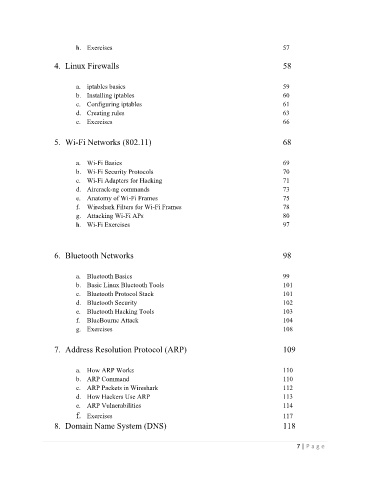 h. Exercises 57
4. Linux Firewalls 58
a. iptables basics 59
b. Installing iptables 60
c. Configuring iptables 61
d. Creating rules 63
e. Exercises 66
5. Wi-Fi Networks (802.11) 68
a. Wi-Fi Basics 69
b. Wi-Fi Security Protocols 70
c. Wi-Fi Adapters for Hacking 71
d. Aircrack-ng commands 73
e. Anatomy of Wi-Fi Frames 75
f. Wireshark Filters for Wi-Fi Frames 78
g. Attacking Wi-Fi APs 80
h. Wi-Fi Exercises 97
6. Bluetooth Networks 98
a. Bluetooth Basics 99
b. Basic Linux Bluetooth Tools 101
c. Bluetooth Protocol Stack 101
d. Bluetooth Security 102
e. Bluetooth Hacking Tools 103
f. BlueBourne Attack 104
g. Exercises 108
7. Address Resolution Protocol (ARP) 109
a. How ARP Works 110
b. ARP Command 110
c. ARP Packets in Wireshark 112
d. How Hackers Use ARP 113
e. ARP Vulnerabilities 114
f. Exercises 117
8. Domain Name System (DNS) 118
7 | Page